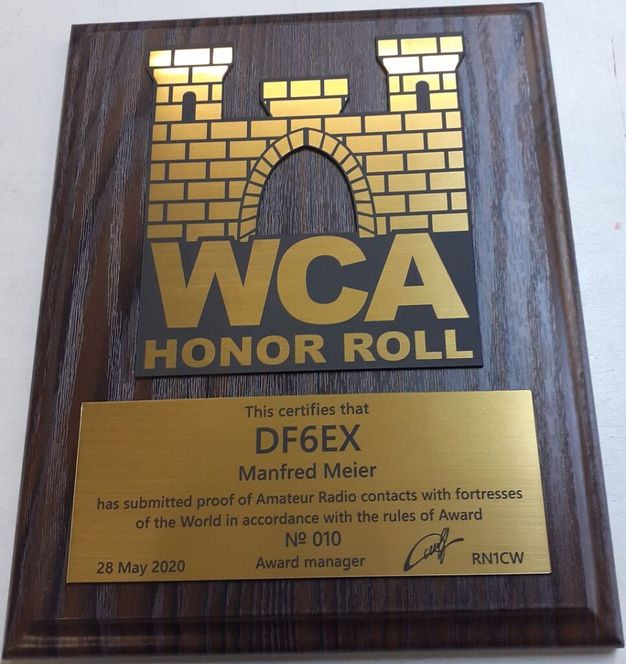 WCA
HONOR ROLL
This certifies that
DF6EX
Manfred Meier
has submitted proof of Amateur Radio contacts with fortresses
of the World in accordance with the rules of Award
№ 010
28 May 2020 Award manager RN1CW